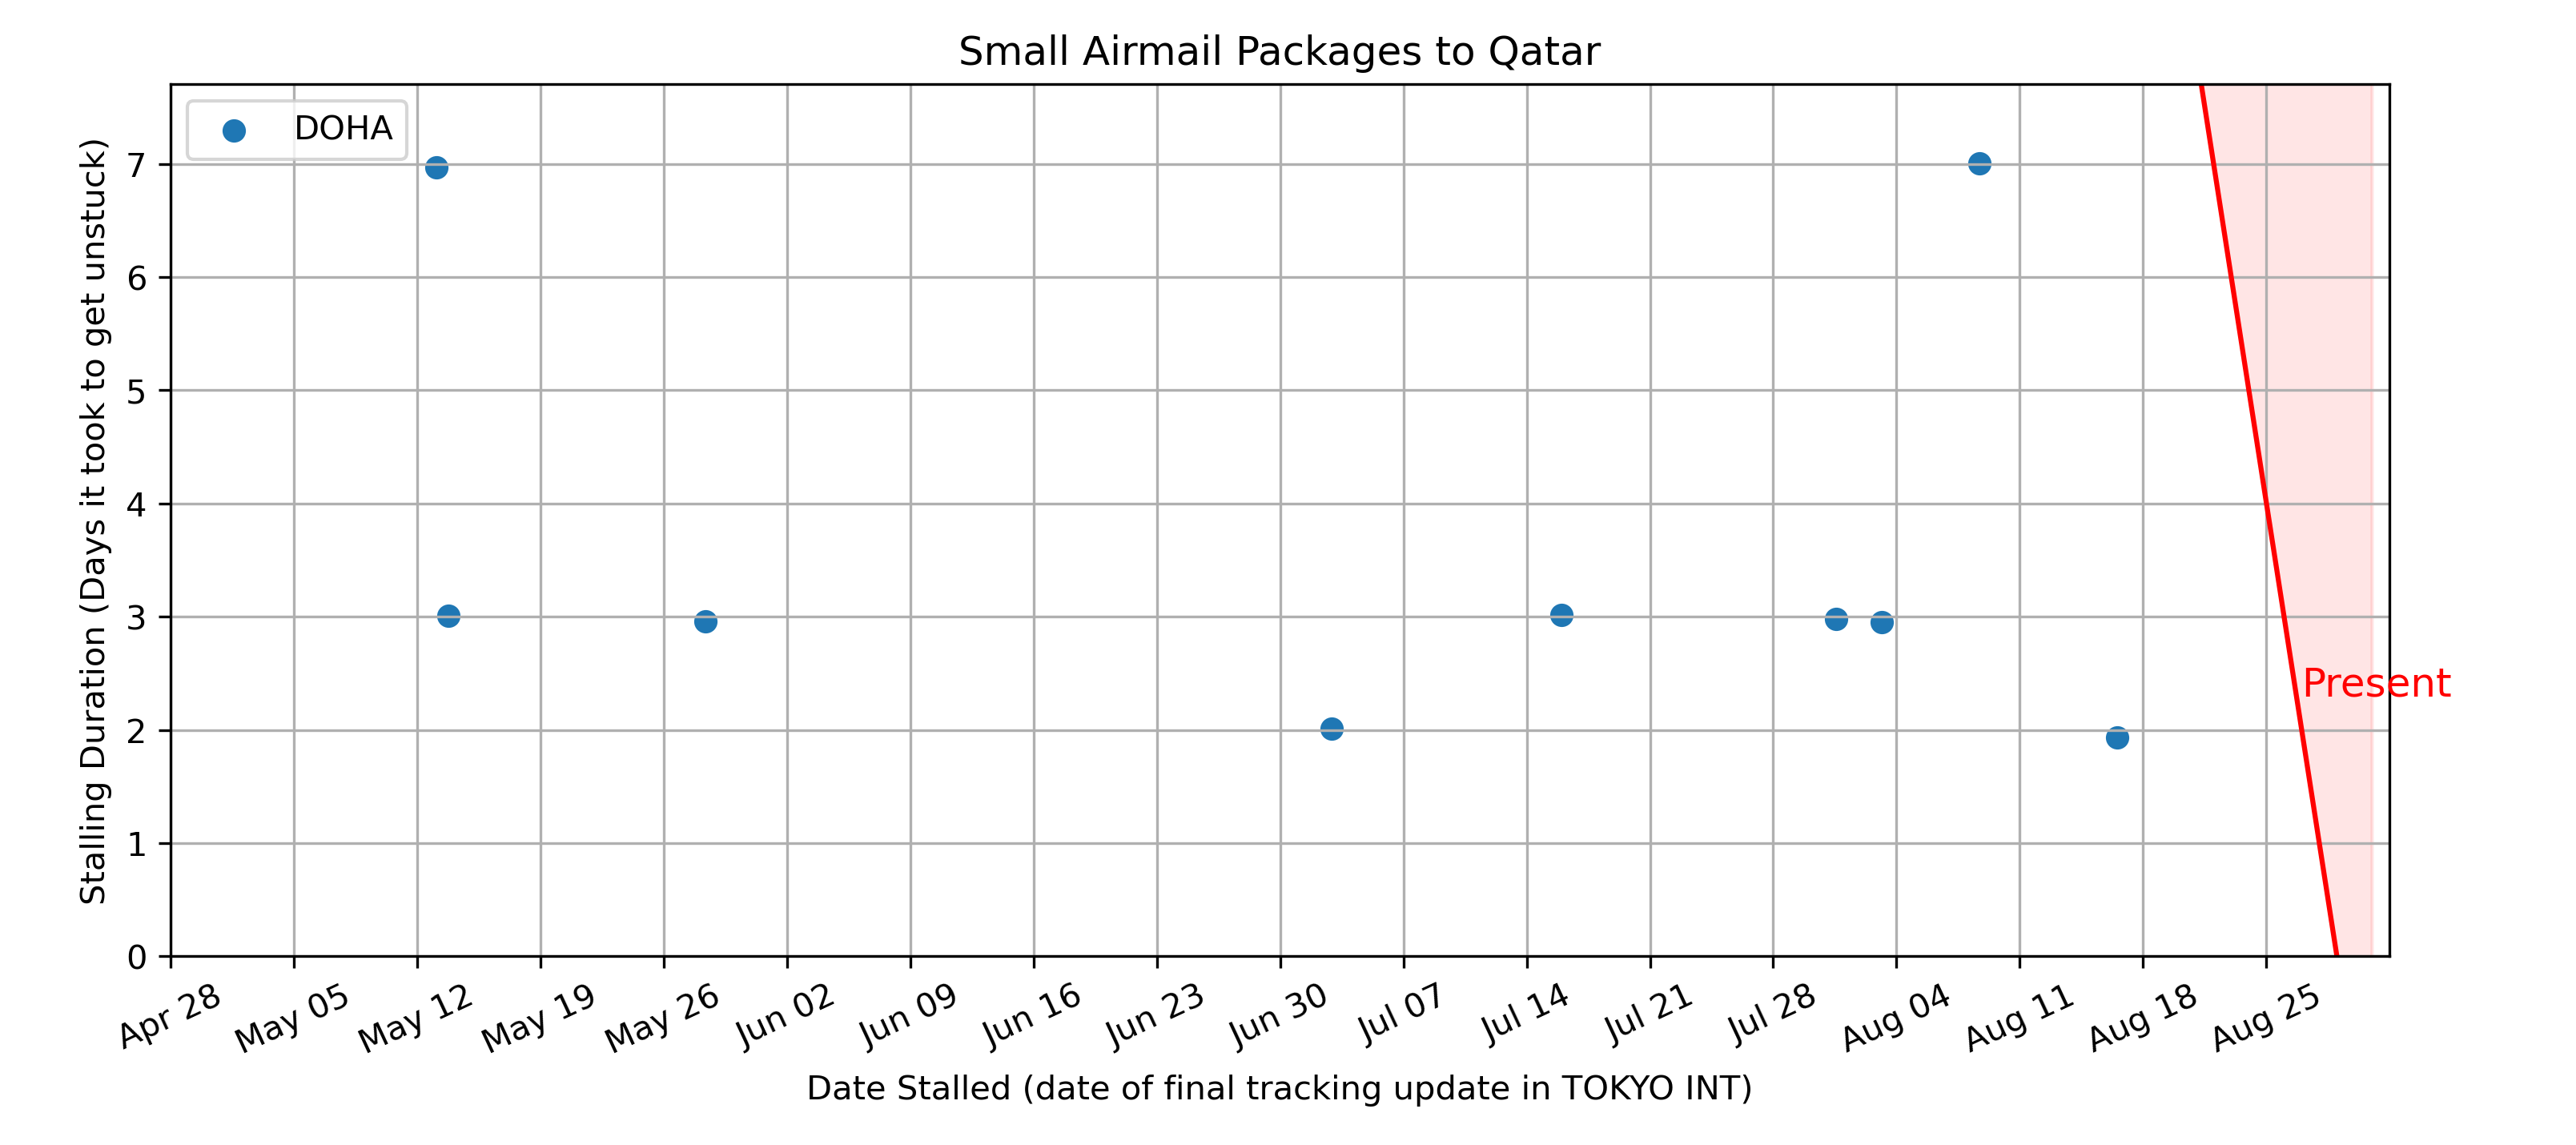 Small Airmail Packages to Qatar
DOHA
Stalling Duration (Days it took to get unstuck)
7
6
5
4
3
2
1
0
Present
Apr 28
May 05
May 12
May 19
May 26
Jun 02
Jun 09
Jun 16
Jun 23
Jun 30
Jul 07
Jul 14
Jul 21
Jul 28
Aug 04
Aug 11
Aug 18
Aug 25
Date Stalled (date of final tracking update in TOKYO INT)